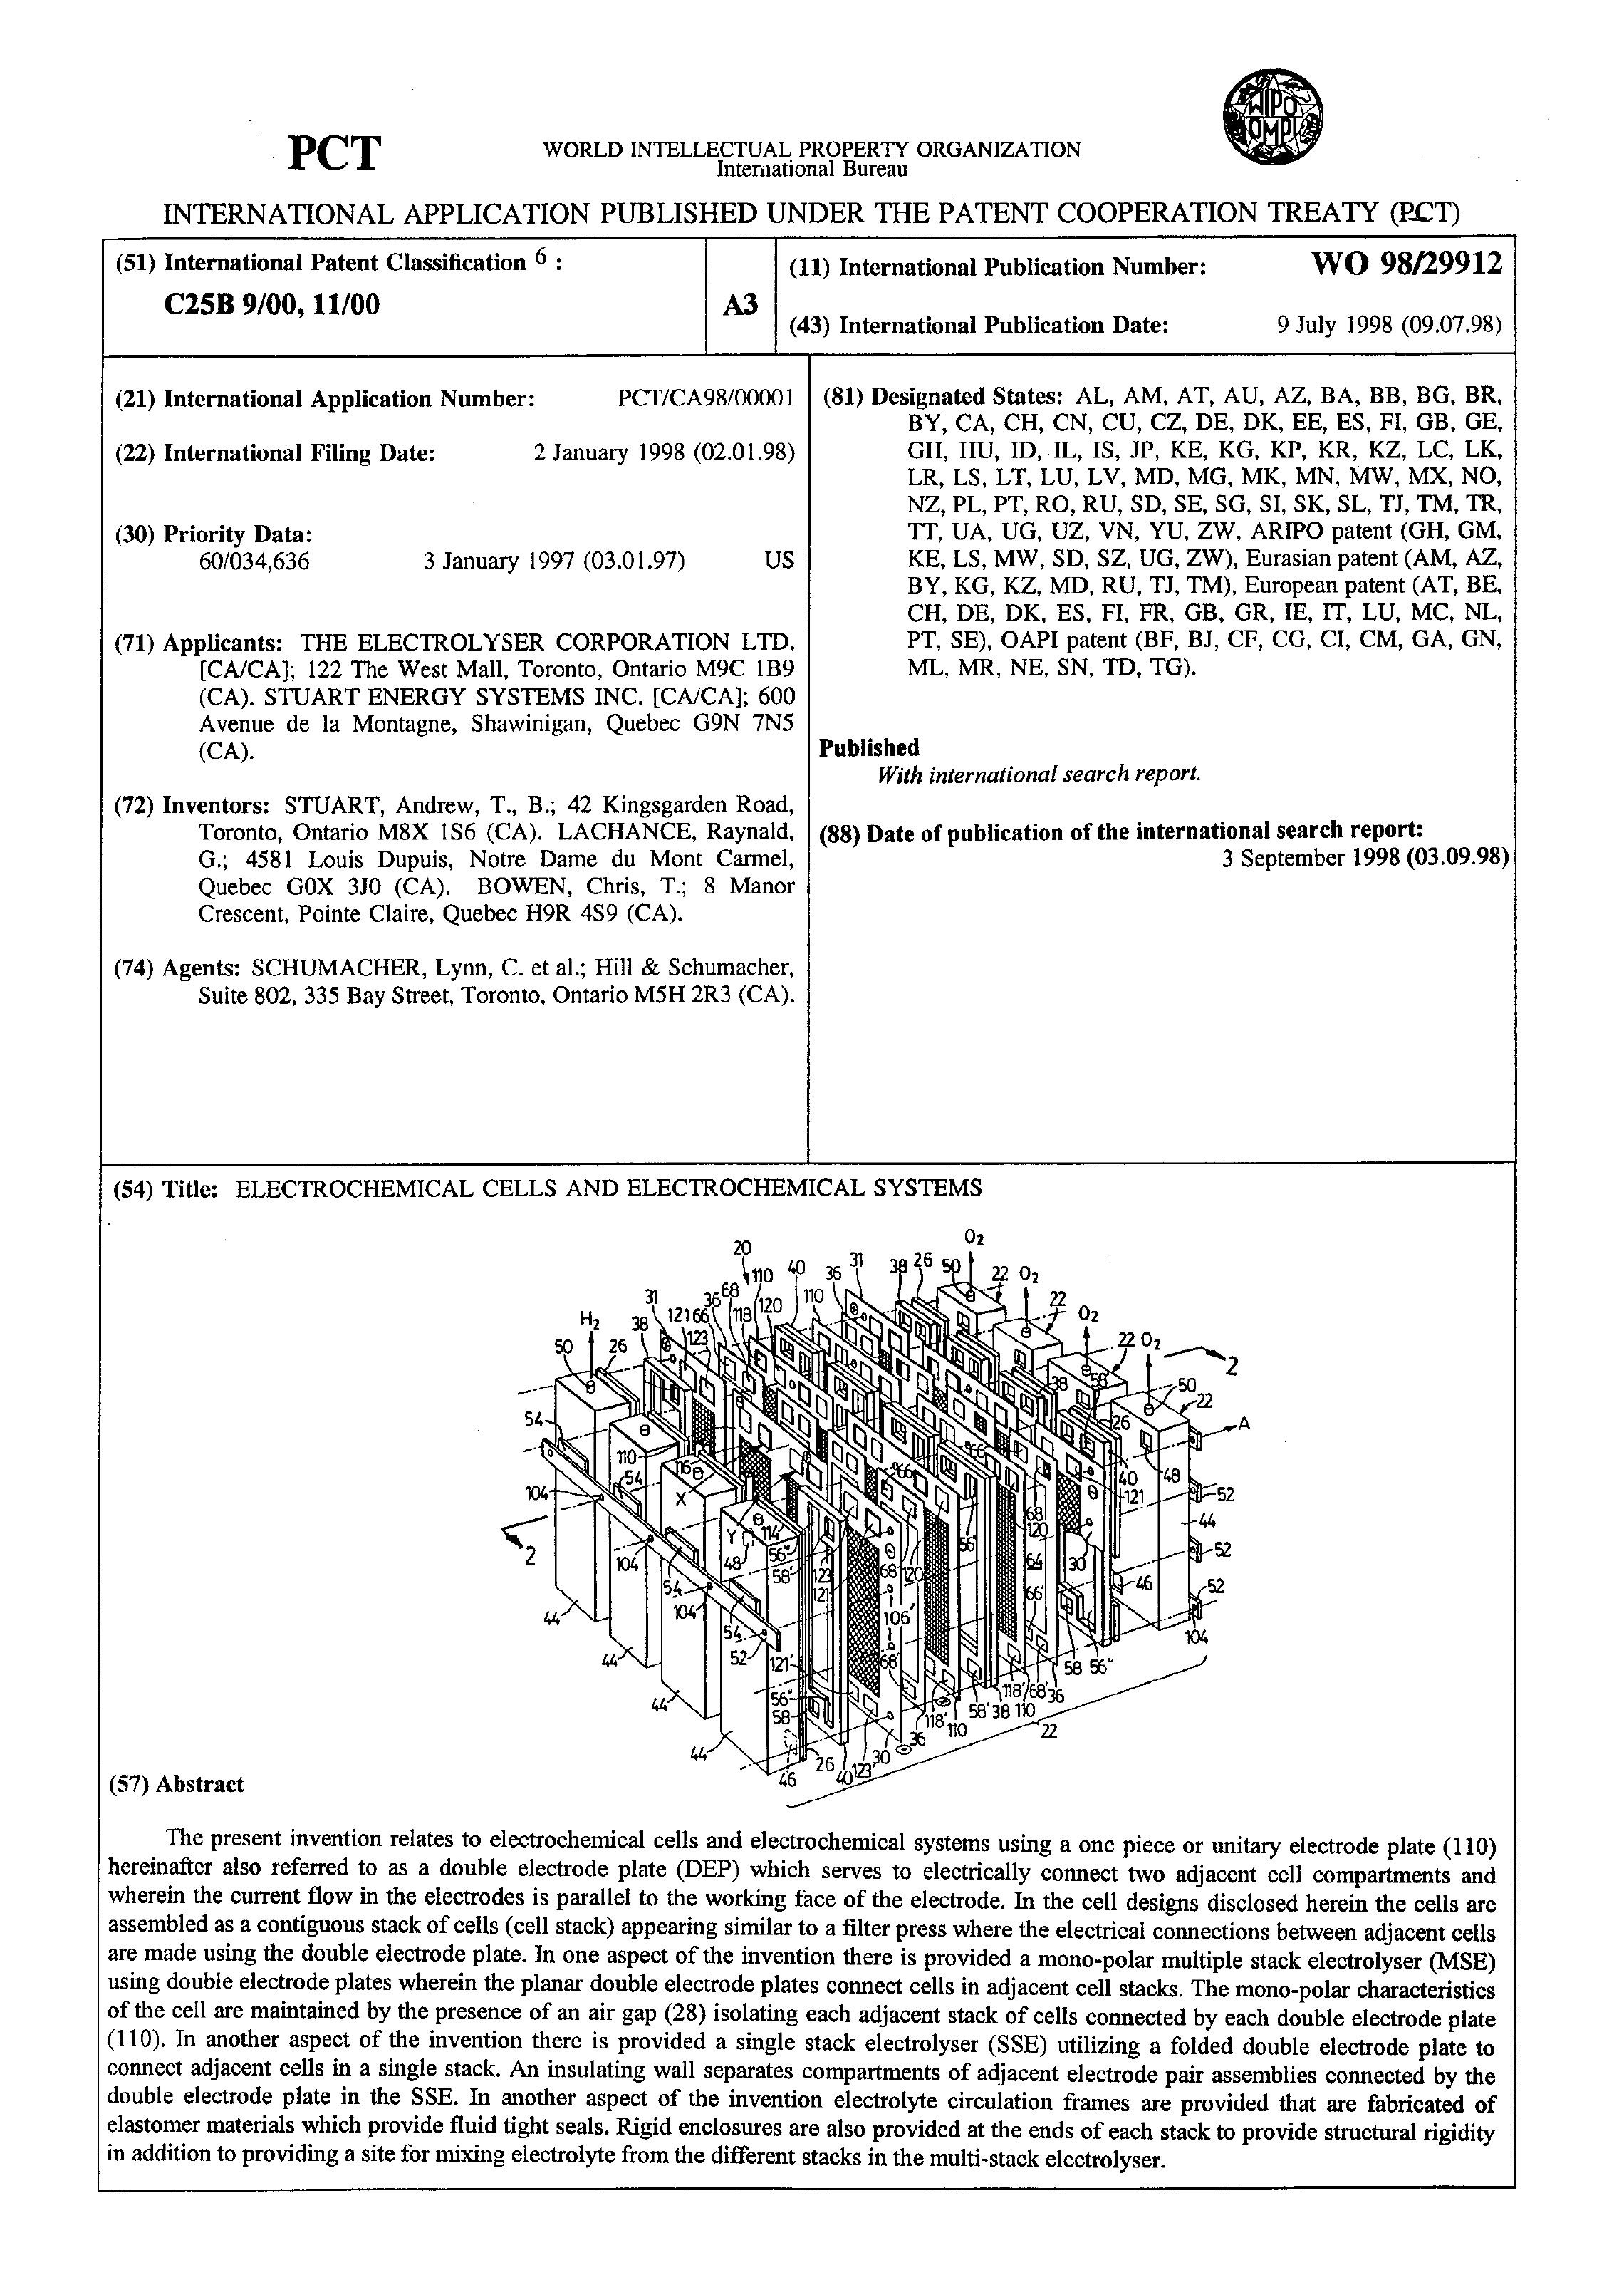 PCT
WORLD INTELLECTUAL PROPERTY ORGANIZATION
International Bureau
WIPO
OMPI
INTERNATIONAL APPLICATION PUBLISHED UNDER THE PATENT COOPERATION TREATY (PCT)
(51) International Patent Classification 6 :
C25B 9/00, 11/00
A3
(11) International Publication Number: WO 98/29912
(43) International Publication Date: 9 July 1998 (09.07.98)
(21) International Application Number: PCT/CA98/00001
(22) International Filing Date: 2 January 1998 (02.01.98)
(30) Priority Data:
60/034,636 3 January 1997 (03.01.97) US
(71) Applicants: THE ELECTROLYSER CORPORATION LTD.
[CA/CA]; 122 The West Mall, Toronto, Ontario M9C 1B9
(CA). STUART ENERGY SYSTEMS INC. [CA/CA]; 600
Avenue de la Montagne, Shawinigan, Quebec G9N 7N5
(CA).
(72) Inventors: STUART, Andrew, T., B.; 42 Kingsgarden Road,
Toronto, Ontario M8X 1S6 (CA). LACHANCE, Raynald,
G.; 4581 Louis Dupuis, Notre Dame du Mont Carmel,
Quebec G0X 3J0 (CA). BOWEN, Chris, T.; 8 Manor
Crescent, Pointe Claire, Quebec H9R 4S9 (CA).
(74) Agents: SCHUMACHER, Lynn, C. et al.; Hill & Schumacher,
Suite 802, 335 Bay Street, Toronto, Ontario M5H 2R3 (CA).
(81) Designated States: AL, AM, AT, AU, AZ, BA, BB, BG, BR,
BY, CA, CH, CN, CU, CZ, DE, DK, EE, ES, FI, GB, GE,
GH, HU, ID, IL, IS, JP, KE, KG, KP, KR, KZ, LC, LK,
LR, LS, LT, LU, LV, MD, MG, MK, MN, MW, MX, NO,
NZ, PL, PT, RO, RU, SD, SE, SG, SI, SK, SL, TJ, TM, TR,
TT, UA, UG, UZ, VN, YU, ZW, ARIPO patent (GH, GM,
KE, LS, MW, SD, SZ, UG, ZW), Eurasian patent (AM, AZ,
BY, KG, KZ, MD, RU, TJ, TM), European patent (AT, BE,
CH, DE, DK, ES, FI, FR, GB, GR, IE, IT, LU, MC, NL,
PT, SE), OAPI patent (BF, BJ, CF, CG, CI, CM, GA, GN,
ML, MR, NE, SN, TD, TG).
Published
With international search report.
(88) Date of publication of the international search report:
3 September 1998 (03.09.98)
(54) Title: ELECTROCHEMICAL CELLS AND ELECTROCHEMICAL SYSTEMS
O2
20
110 40 36 31 38 26 50 22 O2
31 36 68 118 120 110 22 O2
H2 38 121 66 123 22 O2
50 26 2
38 58' 50 22
54 26 A
110 54 116 66 66 40 48
104 X 68 121 52
2 Y 114 56" 120 44
104 48 58' 123 68' 120 56' 64 30 52
54 121 66' 46 52
44 104 106' 104
54 52 121' 68' 58 56"
44 56" 118' 68' 36
44 58 118' 58' 38 110
44 36 110 22
26 30
46 40 123'
(57) Abstract
The present invention relates to electrochemical cells and electrochemical systems using a one piece or unitary electrode plate (110)
hereinafter also referred to as a double electrode plate (DEP) which serves to electrically connect two adjacent cell compartments and
wherein the current flow in the electrodes is parallel to the working face of the electrode. In the cell designs disclosed herein the cells are
assembled as a contiguous stack of cells (cell stack) appearing similar to a filter press where the electrical connections between adjacent cells
are made using the double electrode plate. In one aspect of the invention there is provided a mono-polar multiple stack electrolyser (MSE)
using double electrode plates wherein the planar double electrode plates connect cells in adjacent cell stacks. The mono-polar characteristics
of the cell are maintained by the presence of an air gap (28) isolating each adjacent stack of cells connected by each double electrode plate
(110). In another aspect of the invention there is provided a single stack electrolyser (SSE) utilizing a folded double electrode plate to
connect adjacent cells in a single stack. An insulating wall separates compartments of adjacent electrode pair assemblies connected by the
double electrode plate in the SSE. In another aspect of the invention electrolyte circulation frames are provided that are fabricated of
elastomer materials which provide fluid tight seals. Rigid enclosures are also provided at the ends of each stack to provide structural rigidity
in addition to providing a site for mixing electrolyte from the different stacks in the multi-stack electrolyser.